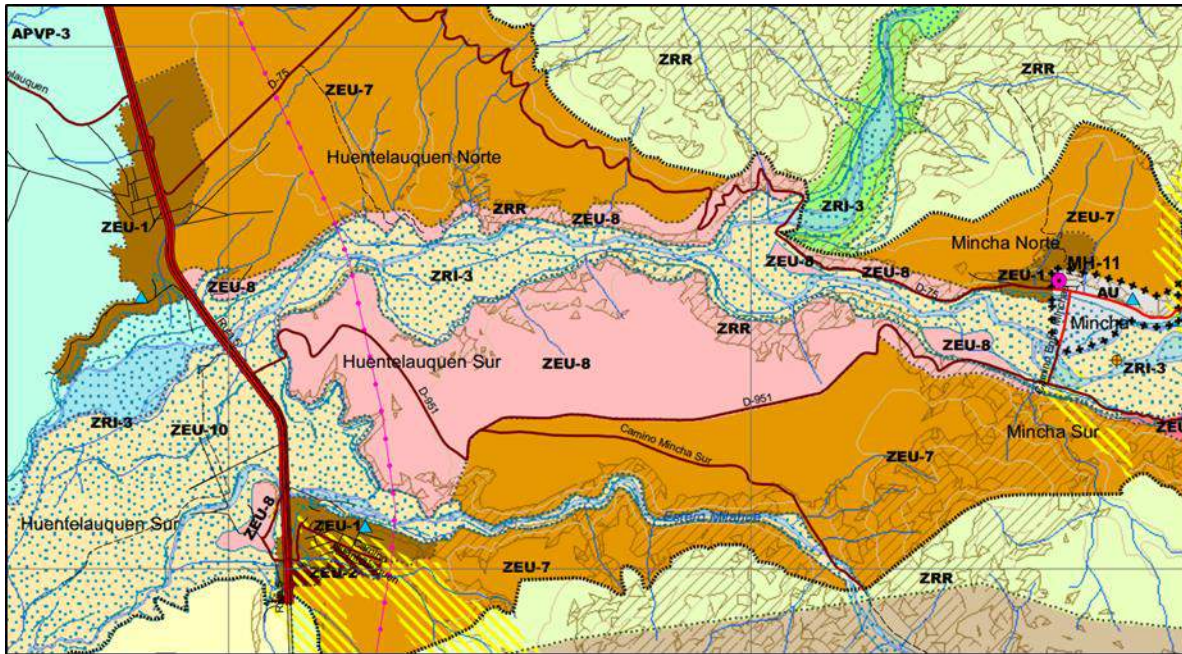 APVP-3
D-75
ZEU-7
ZRR
ZRR
Huentelauquen Norte
ZRI-3
ZEU-7
ZRR
ZEU-8
Mincha Norte
ZEU-1
ZRI-3
ZEU-8
ZEU-8
ZEU-1
MH-11
ZEU-8
D-75
AU
Mincha
ZRR
Huentelauquen Sur
ZEU-8
ZEU-8
ZRI-3
D-951
D-951
ZRI-3
ZEU-10
Camino Mincha Sur
Mincha Sur
ZEU-7
ZEU-8
Huentelauquen Sur
ZEU-1
ZEU-2
ZEU-7
ZRR